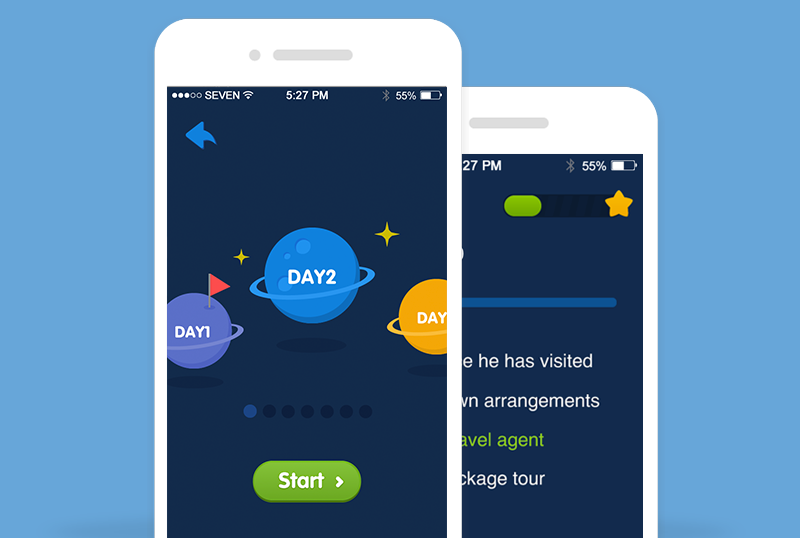 SEVEN 5:27 PM 55%
DAY2
DAY1
DAY
Start
27 PM 55%
e he has visited
wn arrangements
avel agent
ckage tour